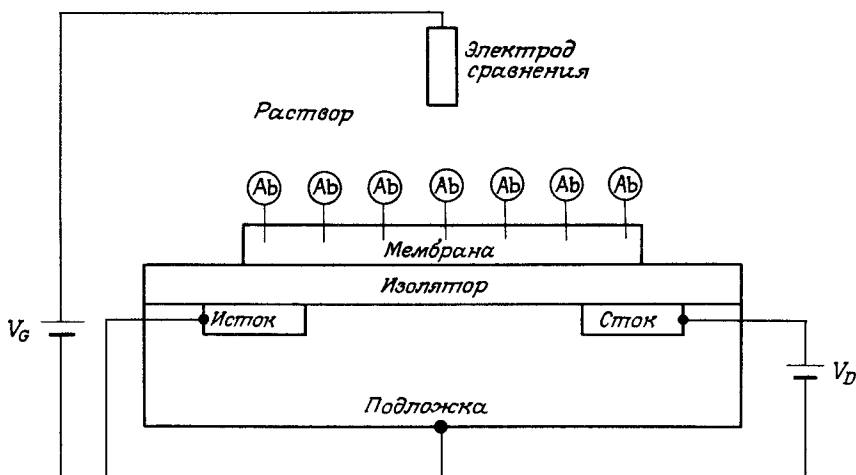 Электрод
сравнения
Раствор
Ab Ab Ab Ab Ab Ab Ab
Мембрана
Изолятор
Исток Сток
V_G
V_D
Подложка